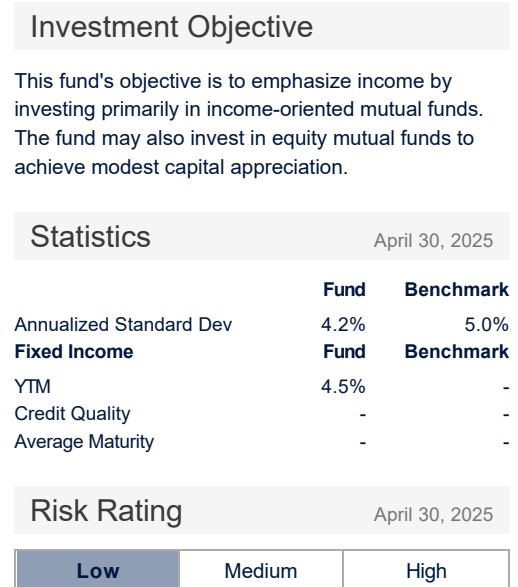 Investment Objective
This fund's objective is to emphasize income by
investing primarily in income-oriented mutual funds.
The fund may also invest in equity mutual funds to
achieve modest capital appreciation.
Statistics April 30, 2025
Fund Benchmark
Annualized Standard Dev 4.2% 5.0%
Fixed Income Fund Benchmark
YTM 4.5% -
Credit Quality - -
Average Maturity - -
Risk Rating April 30, 2025
Low Medium High